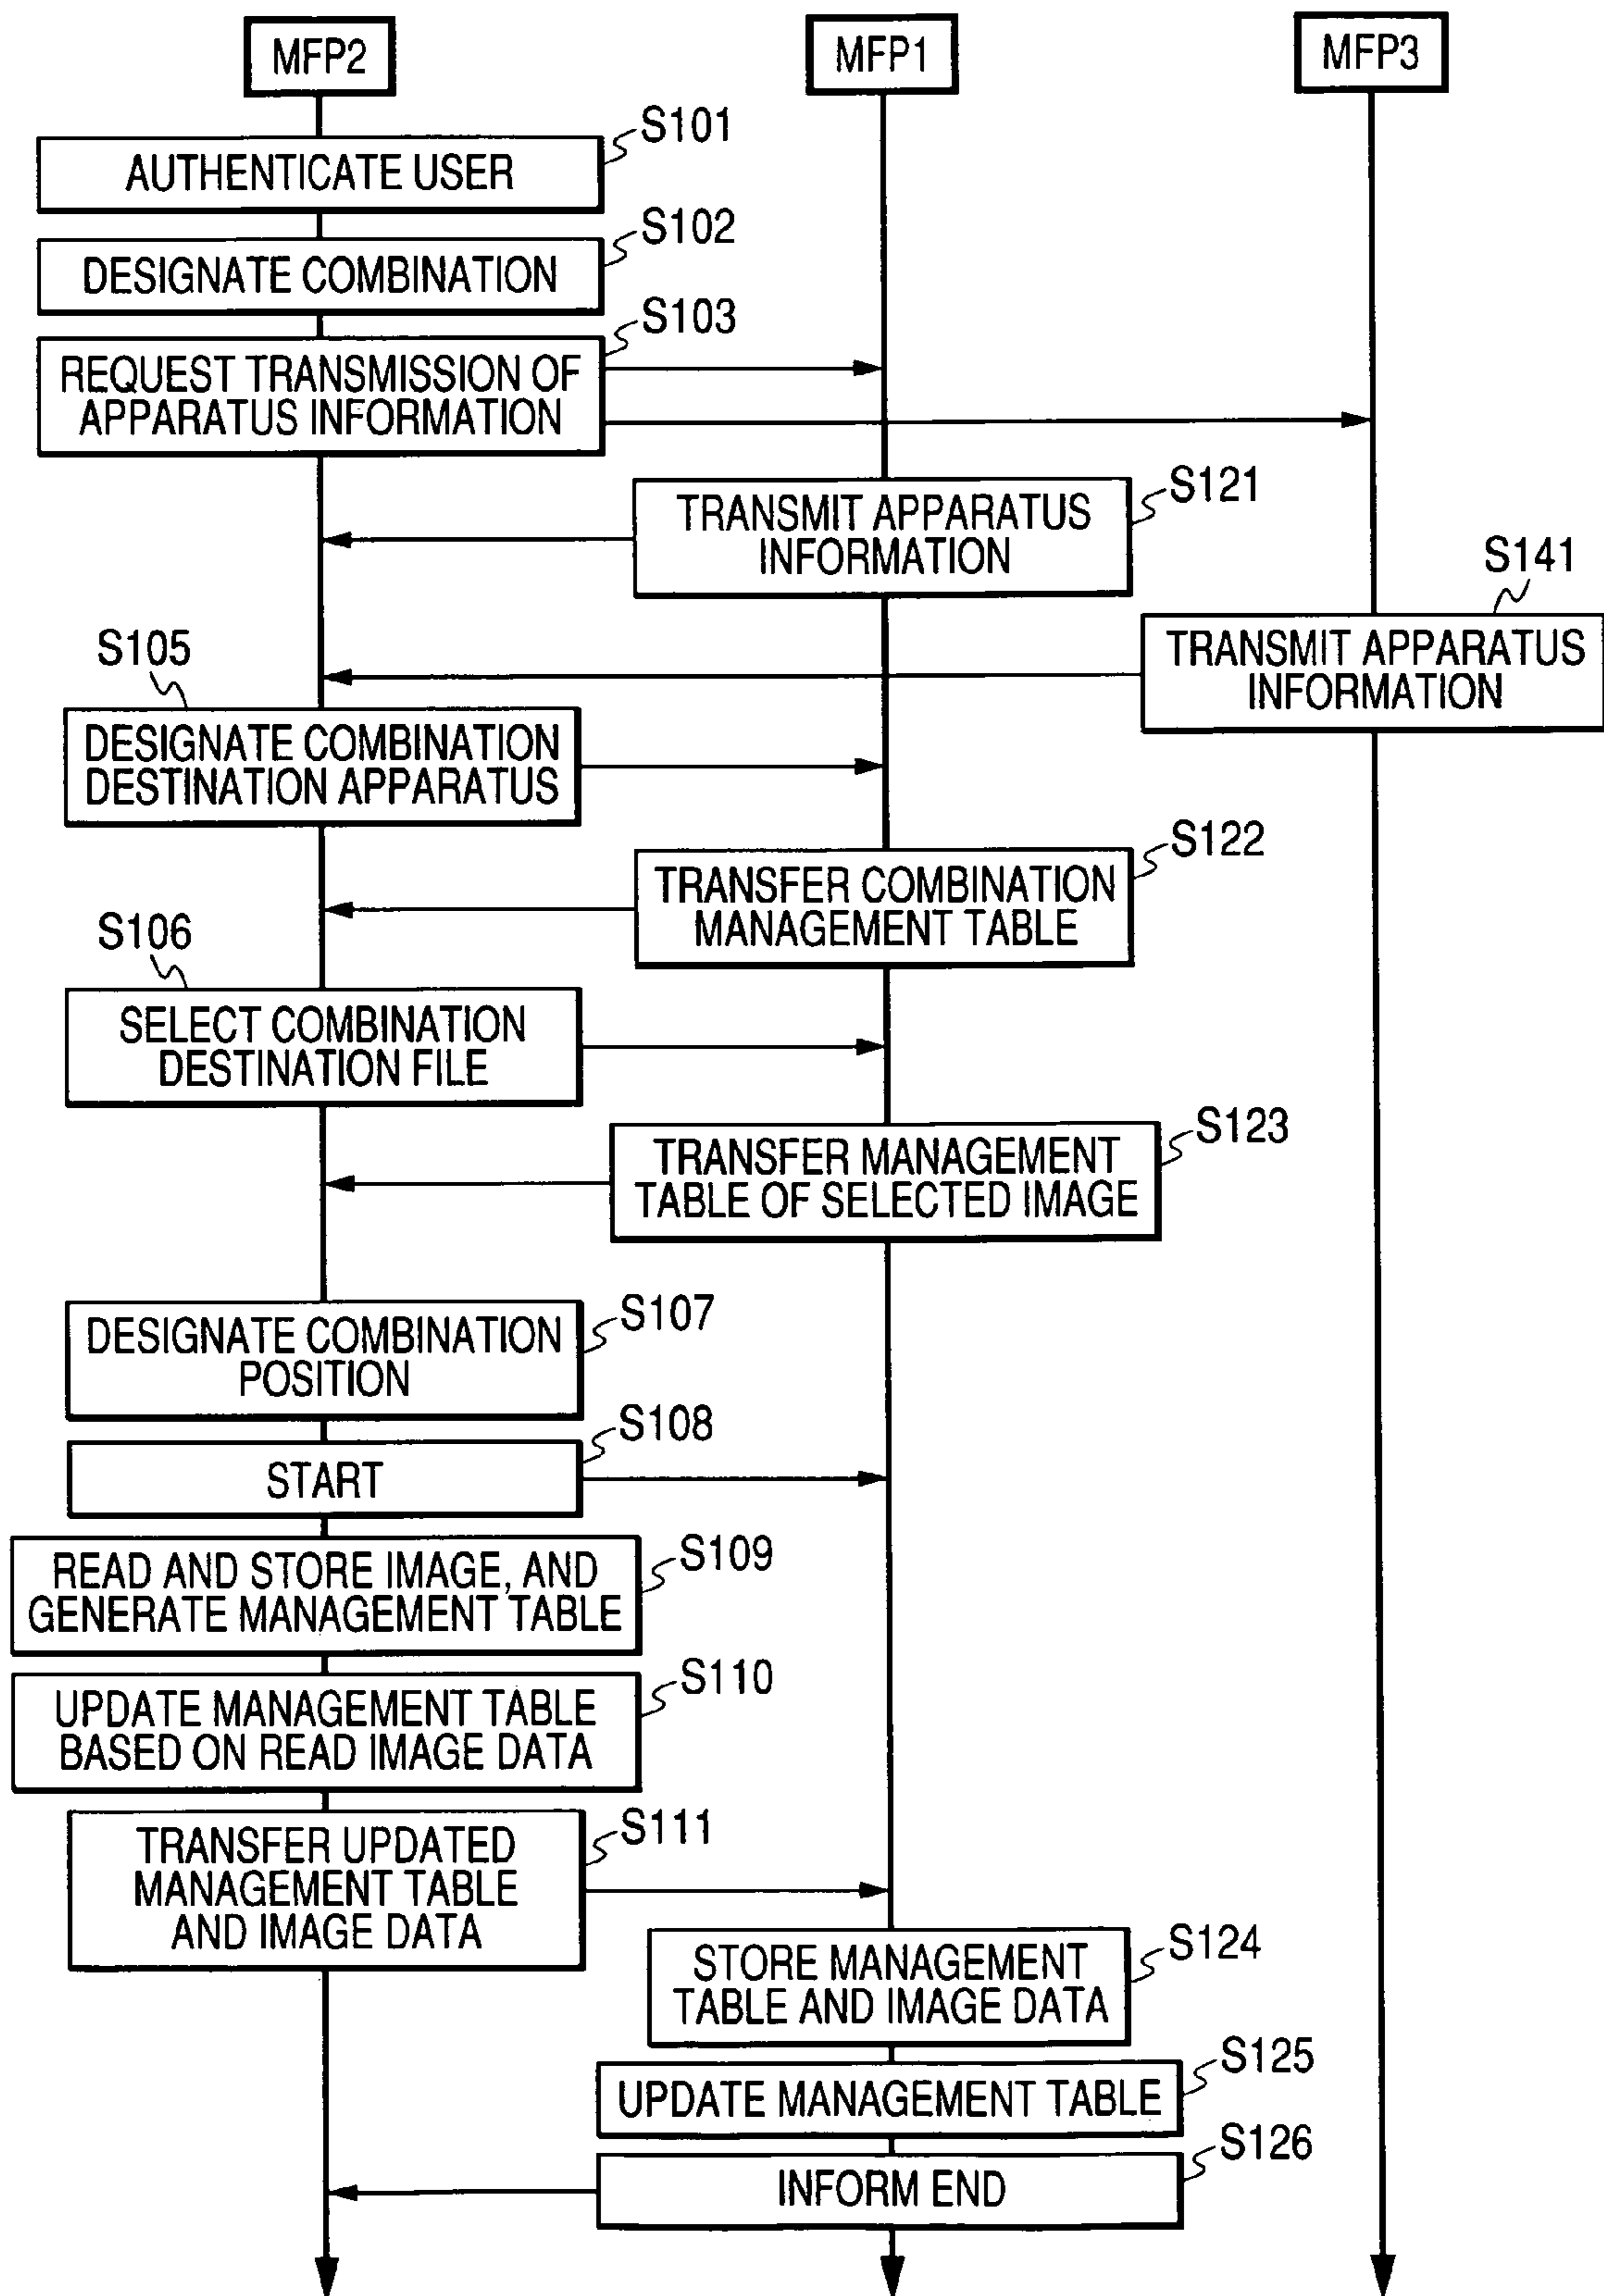 MFP2
MFP1
MFP3
S101
AUTHENTICATE USER
S102
DESIGNATE COMBINATION
S103
REQUEST TRANSMISSION OF
APPARATUS INFORMATION
S121
TRANSMIT APPARATUS
INFORMATION
S141
TRANSMIT APPARATUS
INFORMATION
S105
DESIGNATE COMBINATION
DESTINATION APPARATUS
S122
TRANSFER COMBINATION
MANAGEMENT TABLE
S106
SELECT COMBINATION
DESTINATION FILE
S123
TRANSFER MANAGEMENT
TABLE OF SELECTED IMAGE
S107
DESIGNATE COMBINATION
POSITION
S108
START
S109
READ AND STORE IMAGE, AND
GENERATE MANAGEMENT TABLE
S110
UPDATE MANAGEMENT TABLE
BASED ON READ IMAGE DATA
S111
TRANSFER UPDATED
MANAGEMENT TABLE
AND IMAGE DATA
S124
STORE MANAGEMENT
TABLE AND IMAGE DATA
S125
UPDATE MANAGEMENT TABLE
S126
INFORM END